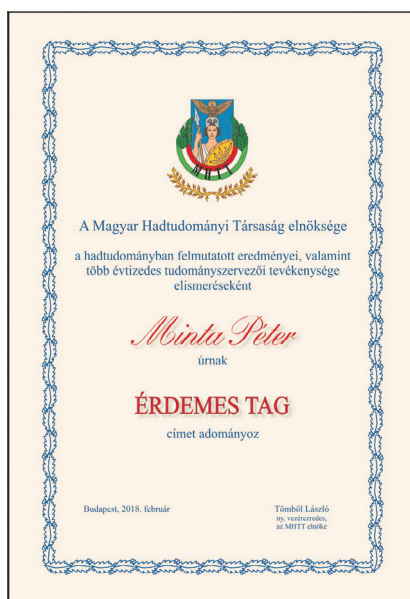 MHTT
A Magyar Hadtudományi Társaság elnöksége
a hadtudományban felmutatott eredményei, valamint
több évtizedes tudományszervezői tevékenysége
elismeréseként
Minta Péter
úrnak
ÉRDEMES TAG
címet adományoz
Budapest, 2018. február
Tömböl László
ny. vezérezredes,
az MHTT elnöke